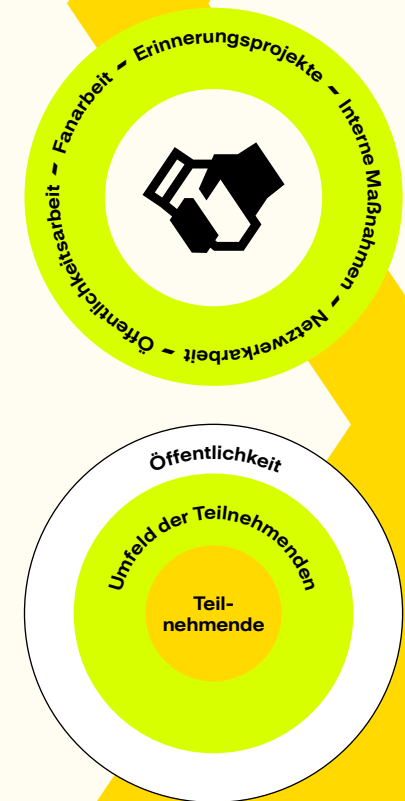 Fanarbeit – Erinnerungsprojekte – Interne Maßnahmen – Netzwerkarbeit – Öffentlichkeitsarbeit –
Öffentlichkeit
Umfeld der Teilnehmenden
Teil-
nehmende